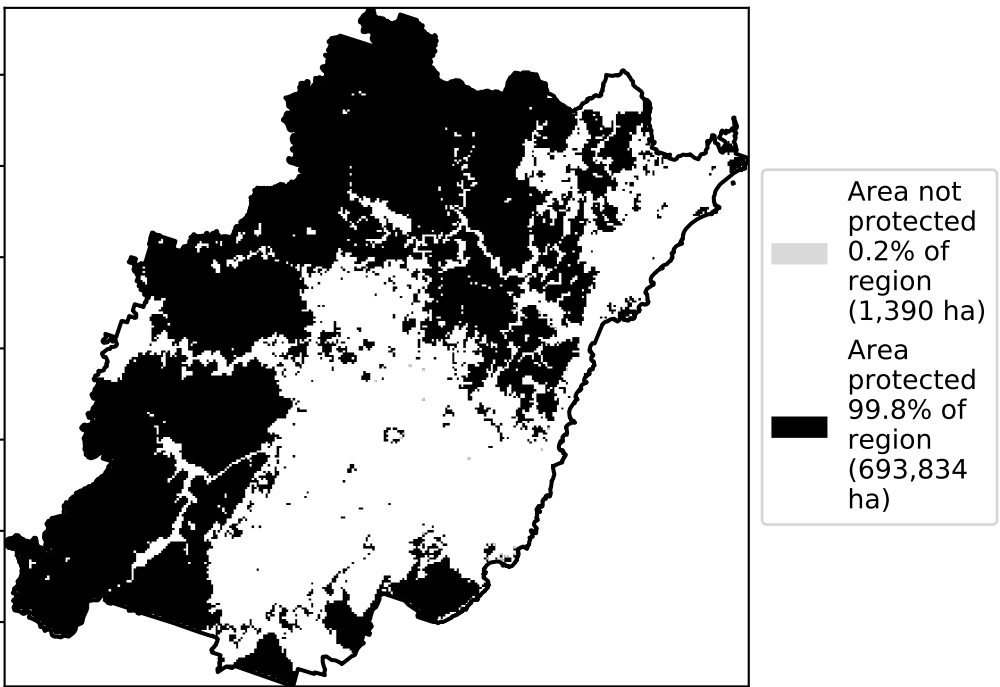 Area not
protected
0.2% of
region
(1,390 ha)
Area
protected
99.8% of
region
(693,834
ha)